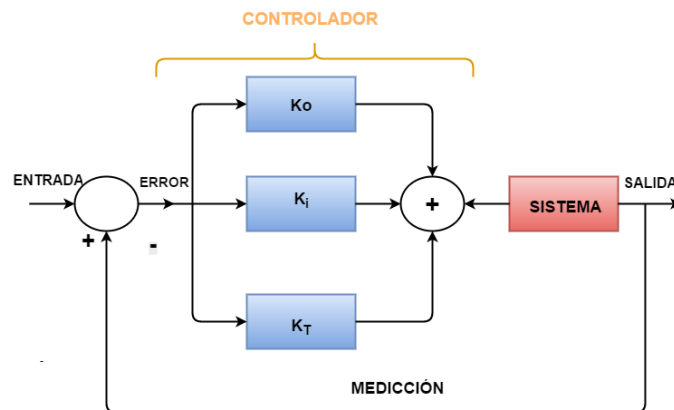 CONTROLADOR
Ko
ENTRADA
ERROR
Ki
+
SISTEMA
SALIDA
+
-
KT
-
MEDICCIÓN